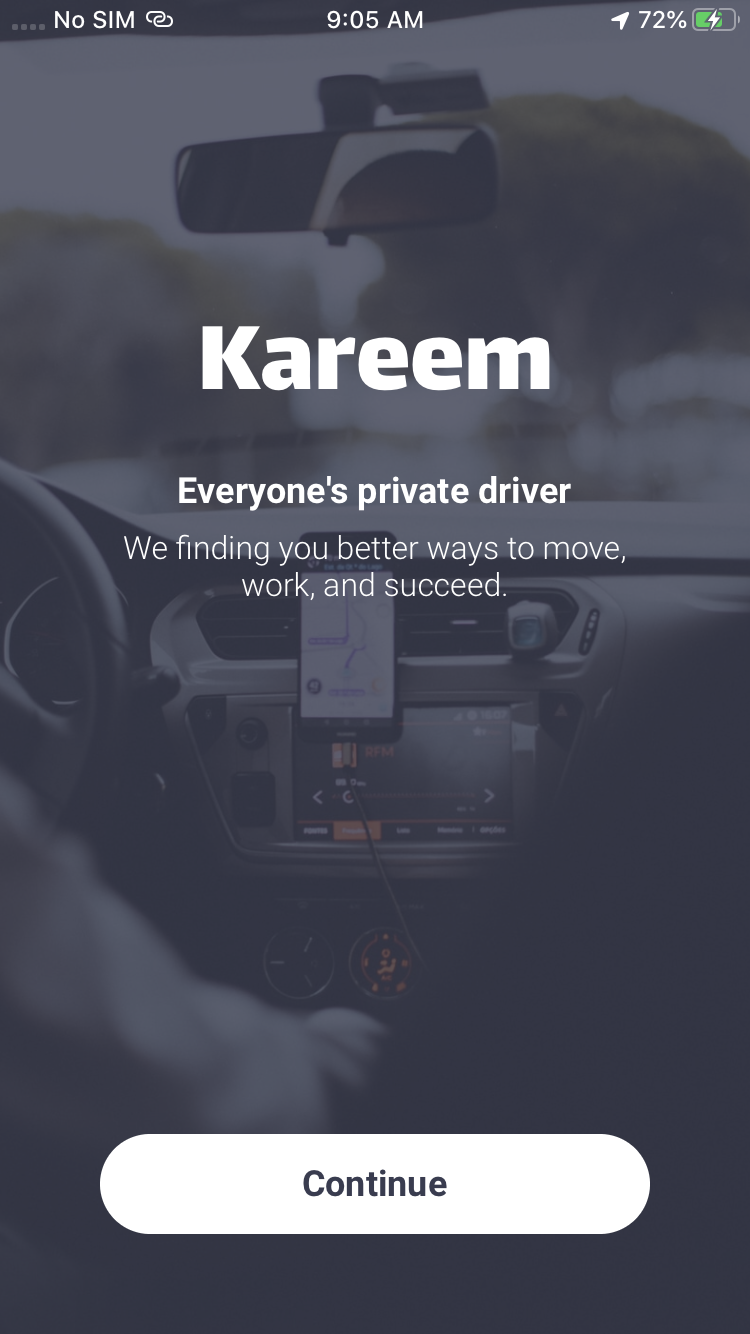 No SIM 9:05 AM 72%
Kareem
Everyone's private driver
We finding you better ways to move,
work, and succeed.
RFM
Continue